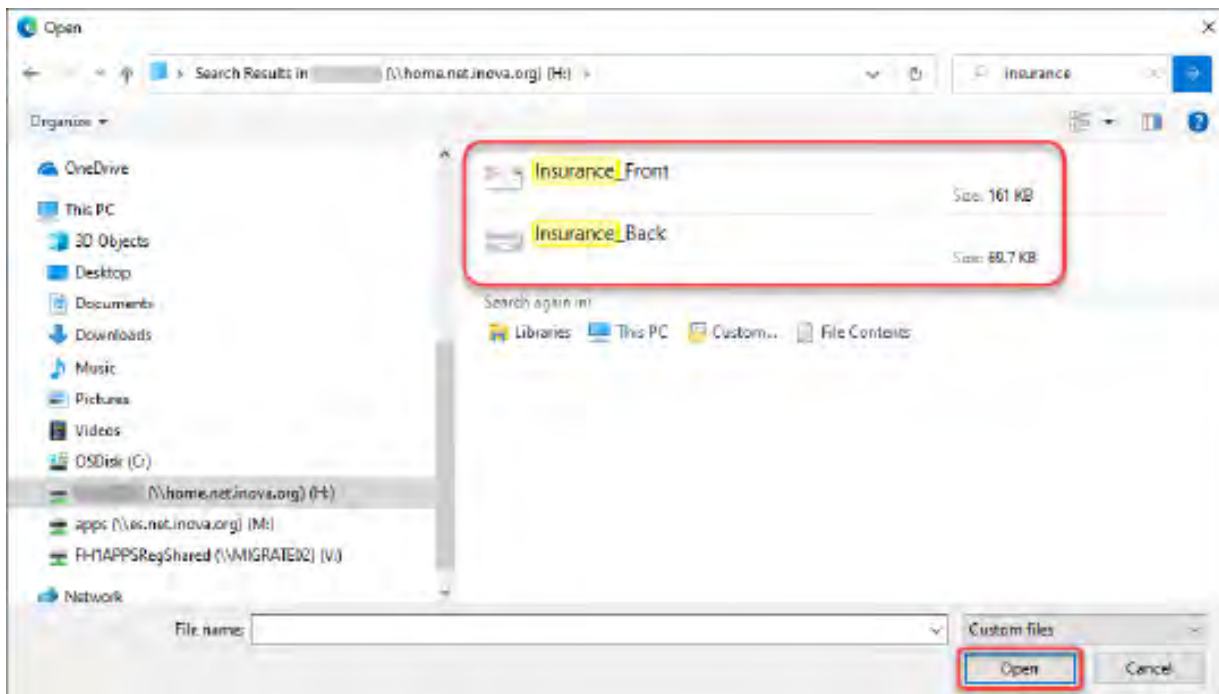 Open
Search Results in (\\home.net.inova.org) (H:)
insurance
Organize
OneDrive
This PC
3D Objects
Desktop
Documents
Downloads
Music
Pictures
Videos
OSDisk (C:)
(\\home.net.inova.org) (H:)
apps (\\es.net.inova.org) (M:)
FH1APPSRegShared (\\MIGRATE02) (V:)
Network
Insurance_Front
Size: 161 KB
Insurance_Back
Size: 69.7 KB
Search again in:
Libraries This PC Custom... File Contents
File name:
Custom files
Open Cancel